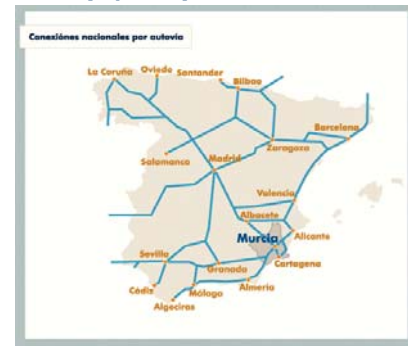 Conexiónes nacionales por autovía
La Coruña Oviedo Santander Bilbao
Barcelona
Zaragoza
Salamanca Madrid
Valencia
Albacete
Murcia Alicante
Sevilla Granada Cartagena
Cádiz Málaga Almería
Algeciras